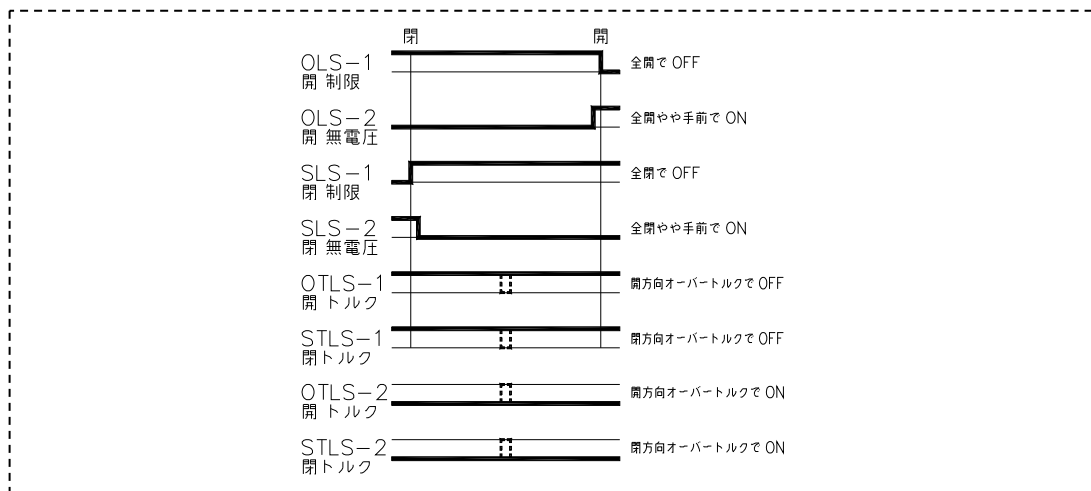 閉 開
OLS-1
開 制限
全開で OFF
OLS-2
開 無電圧
全開やや手前で ON
SLS-1
閉 制限
全閉で OFF
SLS-2
閉 無電圧
全閉やや手前で ON
OTLS-1
開 トルク
開方向オーバートルクで OFF
STLS-1
閉トルク
閉方向オーバートルクで OFF
OTLS-2
開 トルク
開方向オーバートルクで ON
STLS-2
閉トルク
閉方向オーバートルクで ON